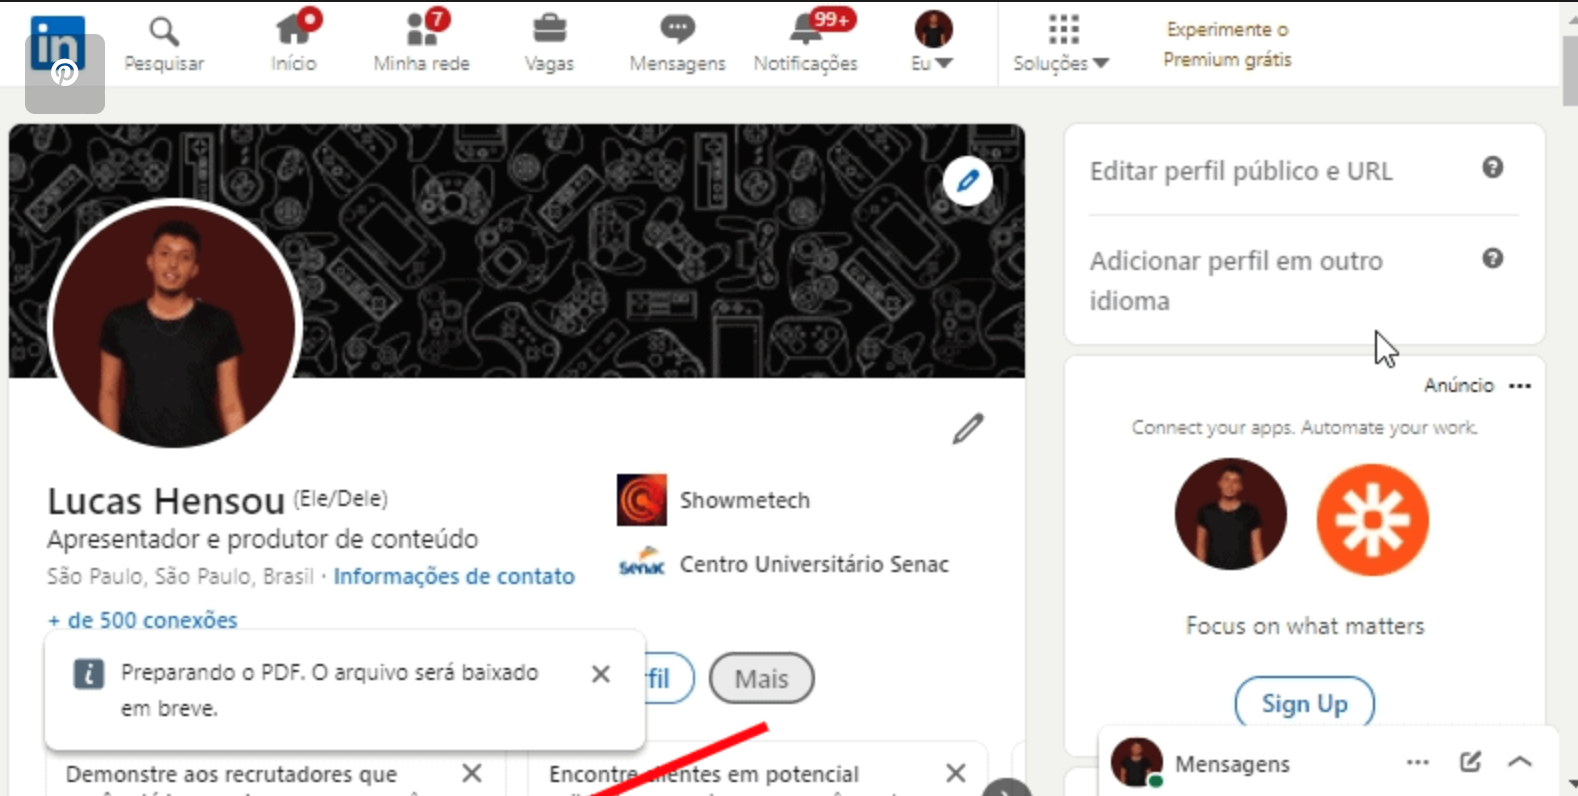 in
Pesquisar
Início
7
Minha rede
Vagas
Mensagens
99+
Notificações
Eu
Soluções
Experimente o
Premium grátis
Editar perfil público e URL
?
Adicionar perfil em outro
idioma
?
Anúncio
Connect your apps. Automate your work.
Focus on what matters
Sign Up
Lucas Hensou (Ele/Dele)
Apresentador e produtor de conteúdo
São Paulo, São Paulo, Brasil · Informações de contato
+ de 500 conexões
Showmetech
Senac Centro Universitário Senac
i Preparando o PDF. O arquivo será baixado
em breve.
fil
Mais
Demonstre aos recrutadores que
Encontre clientes em potencial
Mensagens